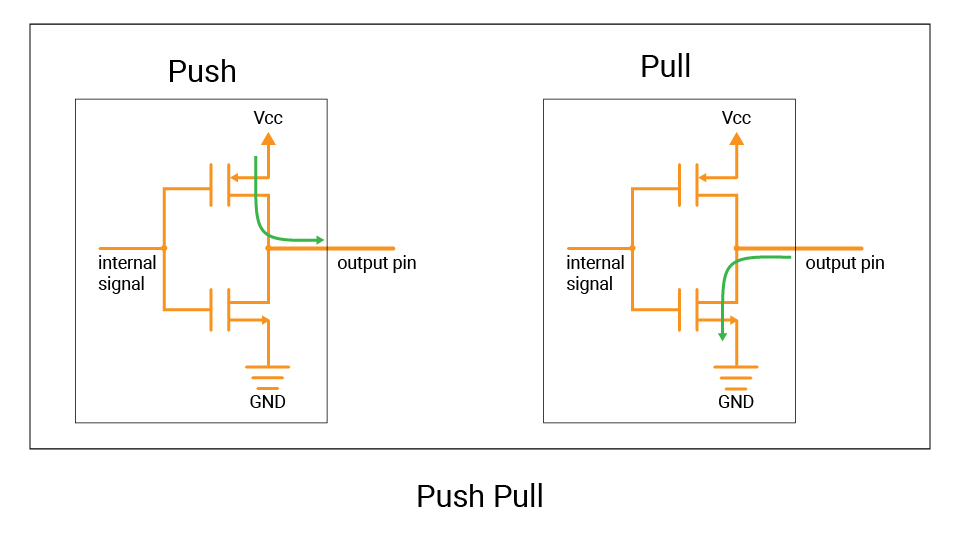 Push
Pull
Vcc
internal
signal
output pin
GND
Vcc
internal
signal
output pin
GND
Push Pull